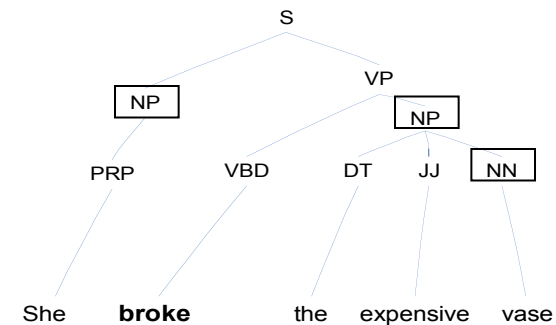 S
VP
NP
NP
PRP VBD DT JJ NN
She broke the expensive vase